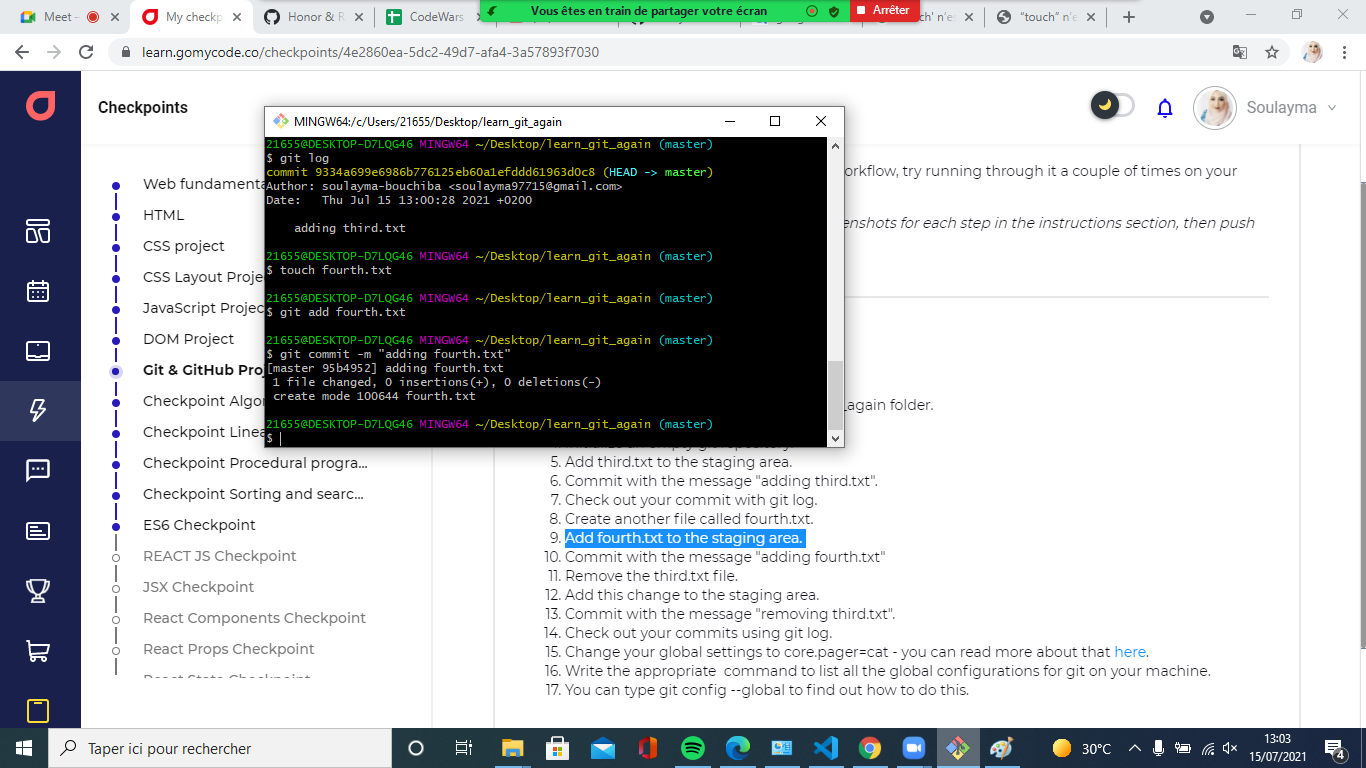 Meet –
My checkp
Honor & R
CodeWars
Vous êtes en train de partager votre écran
Arrêter
“touch” n’e
learn.gomycode.co/checkpoints/4e2860ea-5dc2-49d7-afa4-3a57893f7030
Checkpoints
Soulayma
MINGW64:/c/Users/21655/Desktop/learn_git_again
21655@DESKTOP-D7LQG46 MINGW64 ~/Desktop/learn_git_again (master)
$ git log
commit 9334a699e6986b776125eb60a1efddd61963d0c8 (HEAD -> master)
Author: soulayma-bouchiba <soulayma97715@gmail.com>
Date:   Thu Jul 15 13:00:28 2021 +0200
adding third.txt
21655@DESKTOP-D7LQG46 MINGW64 ~/Desktop/learn_git_again (master)
$ touch fourth.txt
21655@DESKTOP-D7LQG46 MINGW64 ~/Desktop/learn_git_again (master)
$ git add fourth.txt
21655@DESKTOP-D7LQG46 MINGW64 ~/Desktop/learn_git_again (master)
$ git commit -m "adding fourth.txt"
[master 95b4952] adding fourth.txt
1 file changed, 0 insertions(+), 0 deletions(-)
create mode 100644 fourth.txt
21655@DESKTOP-D7LQG46 MINGW64 ~/Desktop/learn_git_again (master)
$
Web fundamenta
HTML
CSS project
CSS Layout Proje
JavaScript Projec
DOM Project
Git & GitHub Proj
Checkpoint Algor
Checkpoint Linea
Checkpoint Procedural progra...
Checkpoint Sorting and searc...
ES6 Checkpoint
REACT JS Checkpoint
JSX Checkpoint
React Components Checkpoint
React Props Checkpoint
React State Checkpoint
orkflow, try running through it a couple of times on your
enshots for each step in the instructions section, then push
_again folder.
5. Add third.txt to the staging area.
6. Commit with the message "adding third.txt".
7. Check out your commit with git log.
8. Create another file called fourth.txt.
9. Add fourth.txt to the staging area.
10. Commit with the message "adding fourth.txt"
11. Remove the third.txt file.
12. Add this change to the staging area.
13. Commit with the message "removing third.txt".
14. Check out your commits using git log.
15. Change your global settings to core.pager=cat - you can read more about that here.
16. Write the appropriate  command to list all the global configurations for git on your machine.
17. You can type git config --global to find out how to do this.
Taper ici pour rechercher
30°C
13:03
15/07/2021
4